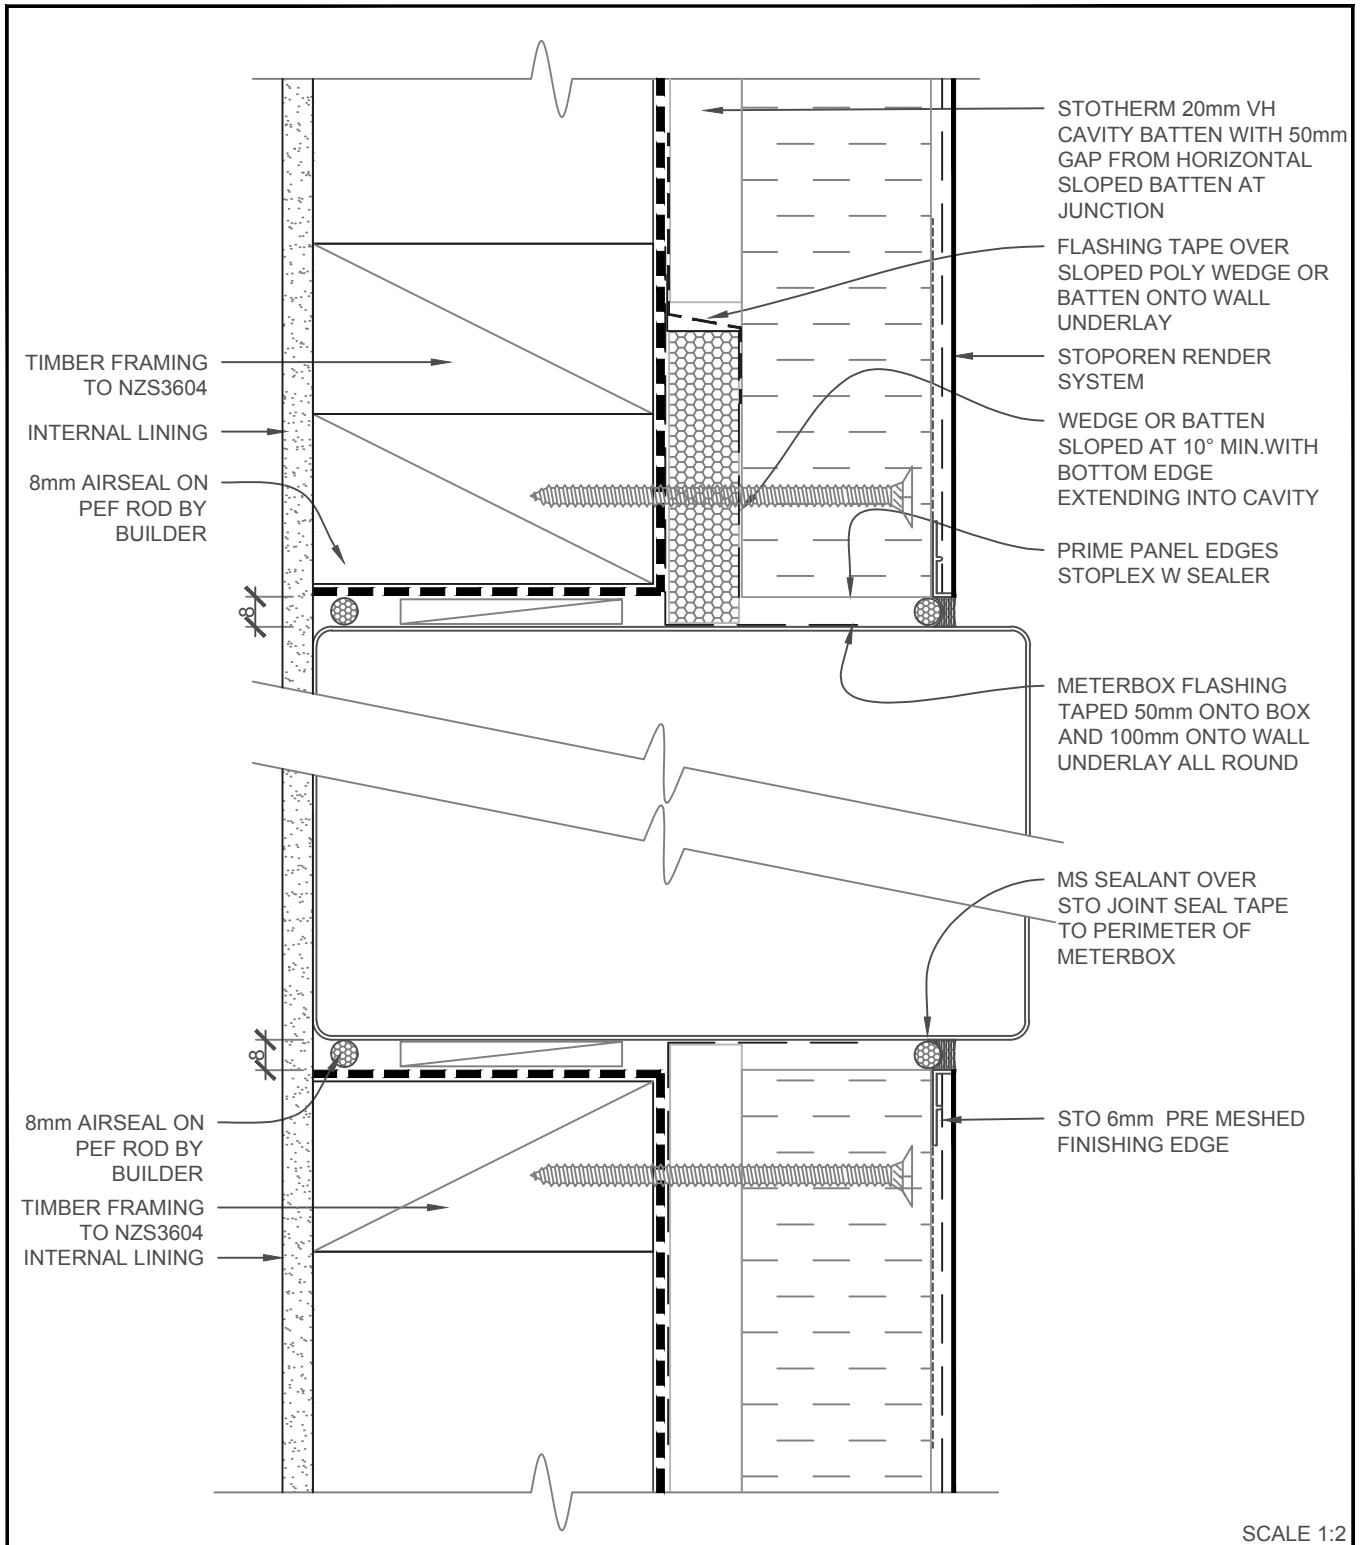 STOTHERM 20mm VH
CAVITY BATTEN WITH 50mm
GAP FROM HORIZONTAL
SLOPED BATTEN AT
JUNCTION
FLASHING TAPE OVER
SLOPED POLY WEDGE OR
BATTEN ONTO WALL
UNDERLAY
STOPOREN RENDER
SYSTEM
WEDGE OR BATTEN
SLOPED AT 10° MIN.WITH
BOTTOM EDGE
EXTENDING INTO CAVITY
PRIME PANEL EDGES
STOPLEX W SEALER
METERBOX FLASHING
TAPED 50mm ONTO BOX
AND 100mm ONTO WALL
UNDERLAY ALL ROUND
MS SEALANT OVER
STO JOINT SEAL TAPE
TO PERIMETER OF
METERBOX
STO 6mm PRE MESHED
FINISHING EDGE
TIMBER FRAMING
TO NZS3604
INTERNAL LINING
8mm AIRSEAL ON
PEF ROD BY
BUILDER
8
8
8mm AIRSEAL ON
PEF ROD BY
BUILDER
TIMBER FRAMING
TO NZS3604
INTERNAL LINING
SCALE 1:2